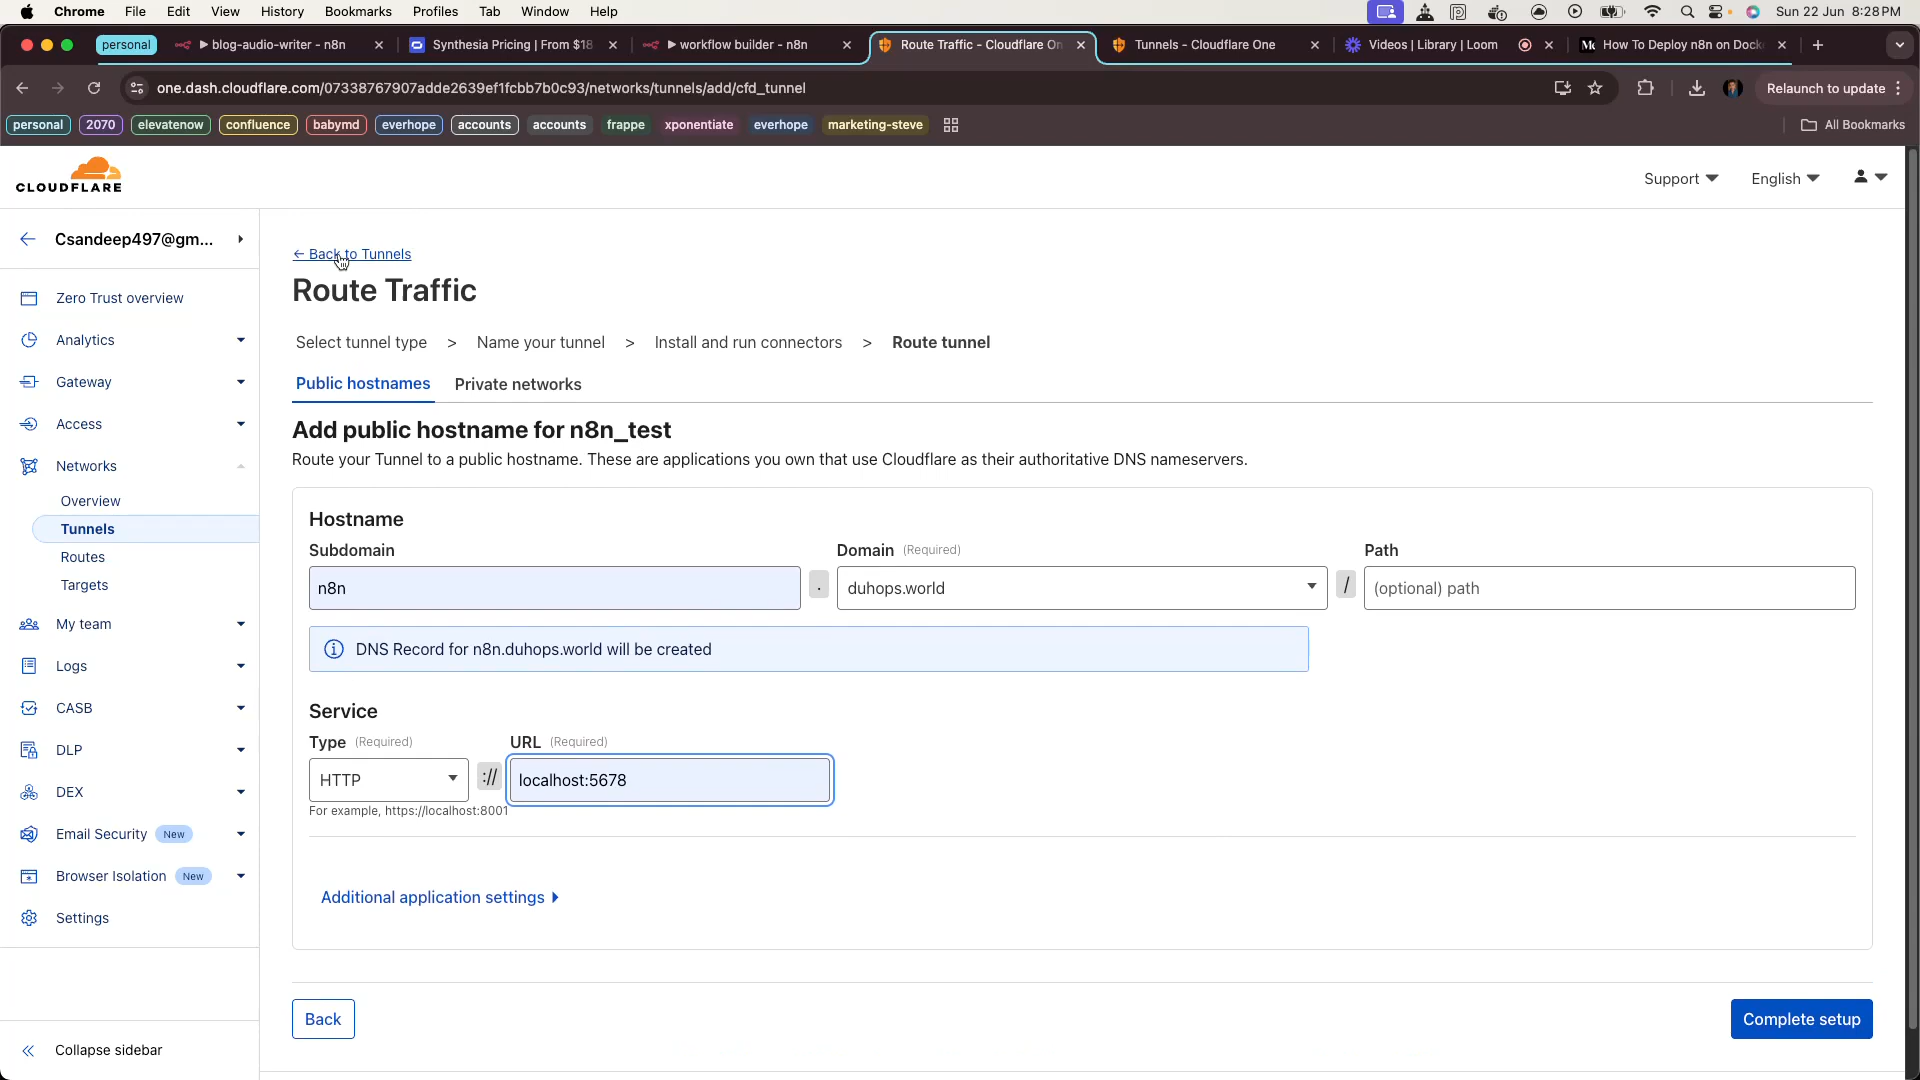 Chrome File Edit View History Bookmarks Profiles Tab Window Help Sun 22 Jun 8:28 PM
personal blog-audio-writer - n8n Synthesia Pricing | From $18 workflow builder - n8n Route Traffic - Cloudflare On Tunnels - Cloudflare One Videos | Library | Loom How To Deploy n8n on Dock
one.dash.cloudflare.com/07338767907adde2639ef1fcbb7b0c93/networks/tunnels/add/cfd_tunnel Relaunch to update
personal 2070 elevatenow confluence babymd everhope accounts accounts frappe xponentiate everhope marketing-steve All Bookmarks
CLOUDFLARE
Support English
Csandeep497@gm...
Zero Trust overview
Analytics
Gateway
Access
Networks
Overview
Tunnels
Routes
Targets
My team
Logs
CASB
DLP
DEX
Email Security New
Browser Isolation New
Settings
Collapse sidebar
← Back to Tunnels
Route Traffic
Select tunnel type > Name your tunnel > Install and run connectors > Route tunnel
Public hostnames Private networks
Add public hostname for n8n_test
Route your Tunnel to a public hostname. These are applications you own that use Cloudflare as their authoritative DNS nameservers.
Hostname
Subdomain Domain (Required) Path
n8n . duhops.world / (optional) path
DNS Record for n8n.duhops.world will be created
Service
Type (Required) URL (Required)
HTTP :// localhost:5678
For example, https://localhost:8001
Additional application settings
Back Complete setup